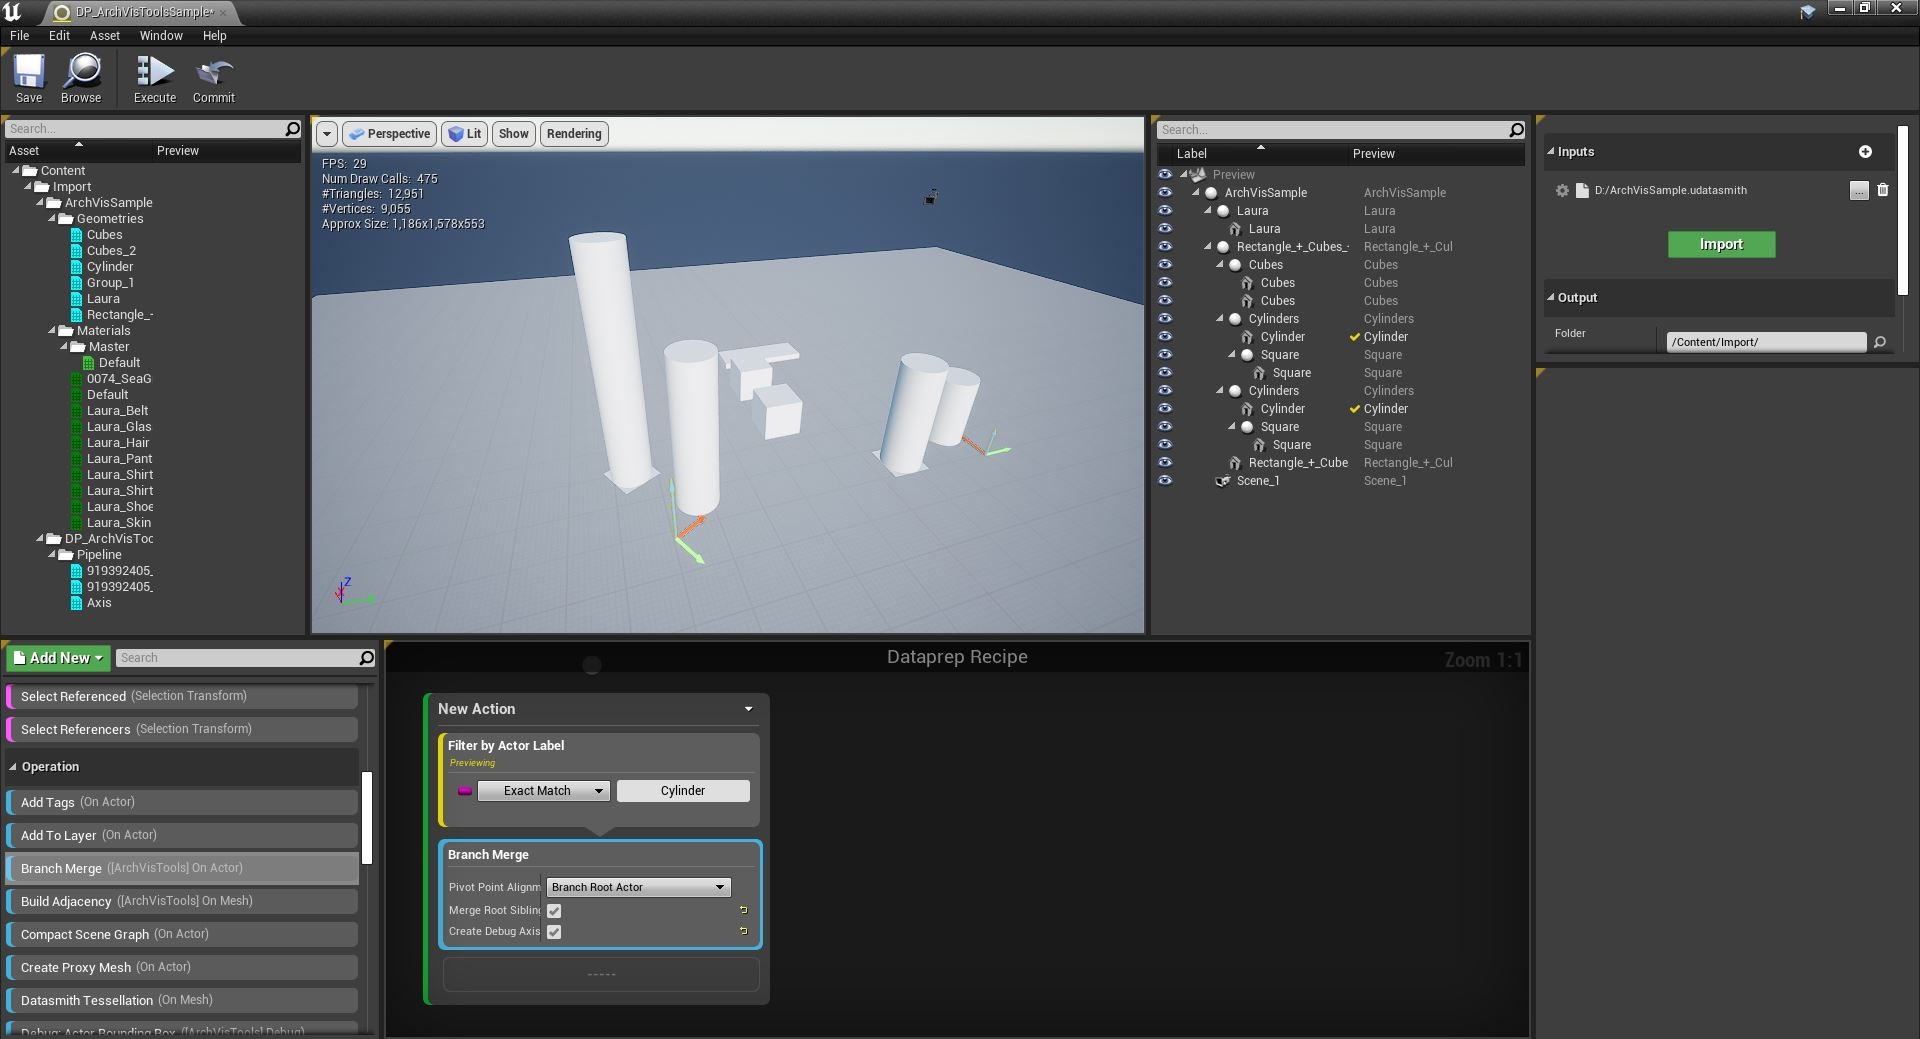 DP_ArchVisToolsSample*
File Edit Asset Window Help
Save Browse Execute Commit
Search...
Asset Preview
Content
Import
ArchVisSample
Geometries
Cubes
Cubes_2
Cylinder
Group_1
Laura
Rectangle_-
Materials
Master
Default
0074_SeaG
Default
Laura_Belt
Laura_Glas
Laura_Hair
Laura_Pant
Laura_Shirt
Laura_Shirt
Laura_Shoe
Laura_Skin
DP_ArchVisToc
Pipeline
919392405_
919392405_
Axis
Perspective Lit Show Rendering
FPS: 29
Num Draw Calls: 475
#Triangles: 12,951
#Vertices: 9,055
Approx Size: 1,186x1,578x553
Z
X
Search...
Label Preview
Preview
ArchVisSample ArchVisSample
Laura Laura
Laura Laura
Rectangle_+_Cubes_- Rectangle_+_Cul
Cubes Cubes
Cubes Cubes
Cubes Cubes
Cylinders Cylinders
Cylinder Cylinder
Square Square
Square Square
Cylinders Cylinders
Cylinder Cylinder
Square Square
Square Square
Rectangle_+_Cube Rectangle_+_Cul
Scene_1 Scene_1
Inputs
D:/ArchVisSample.udatasmith ...
Import
Output
Folder /Content/Import/
Add New Search
Select Referenced (Selection Transform)
Select Referencers (Selection Transform)
Operation
Add Tags (On Actor)
Add To Layer (On Actor)
Branch Merge ([ArchVisTools] On Actor)
Build Adjacency ([ArchVisTools] On Mesh)
Compact Scene Graph (On Actor)
Create Proxy Mesh (On Actor)
Datasmith Tessellation (On Mesh)
Debug: Actor Bounding Box ([ArchVisTools] Debug)
Dataprep Recipe
Zoom 1:1
New Action
Filter by Actor Label
Previewing
Exact Match Cylinder
Branch Merge
Pivot Point Alignm Branch Root Actor
Merge Root Sibling
Create Debug Axis
-----